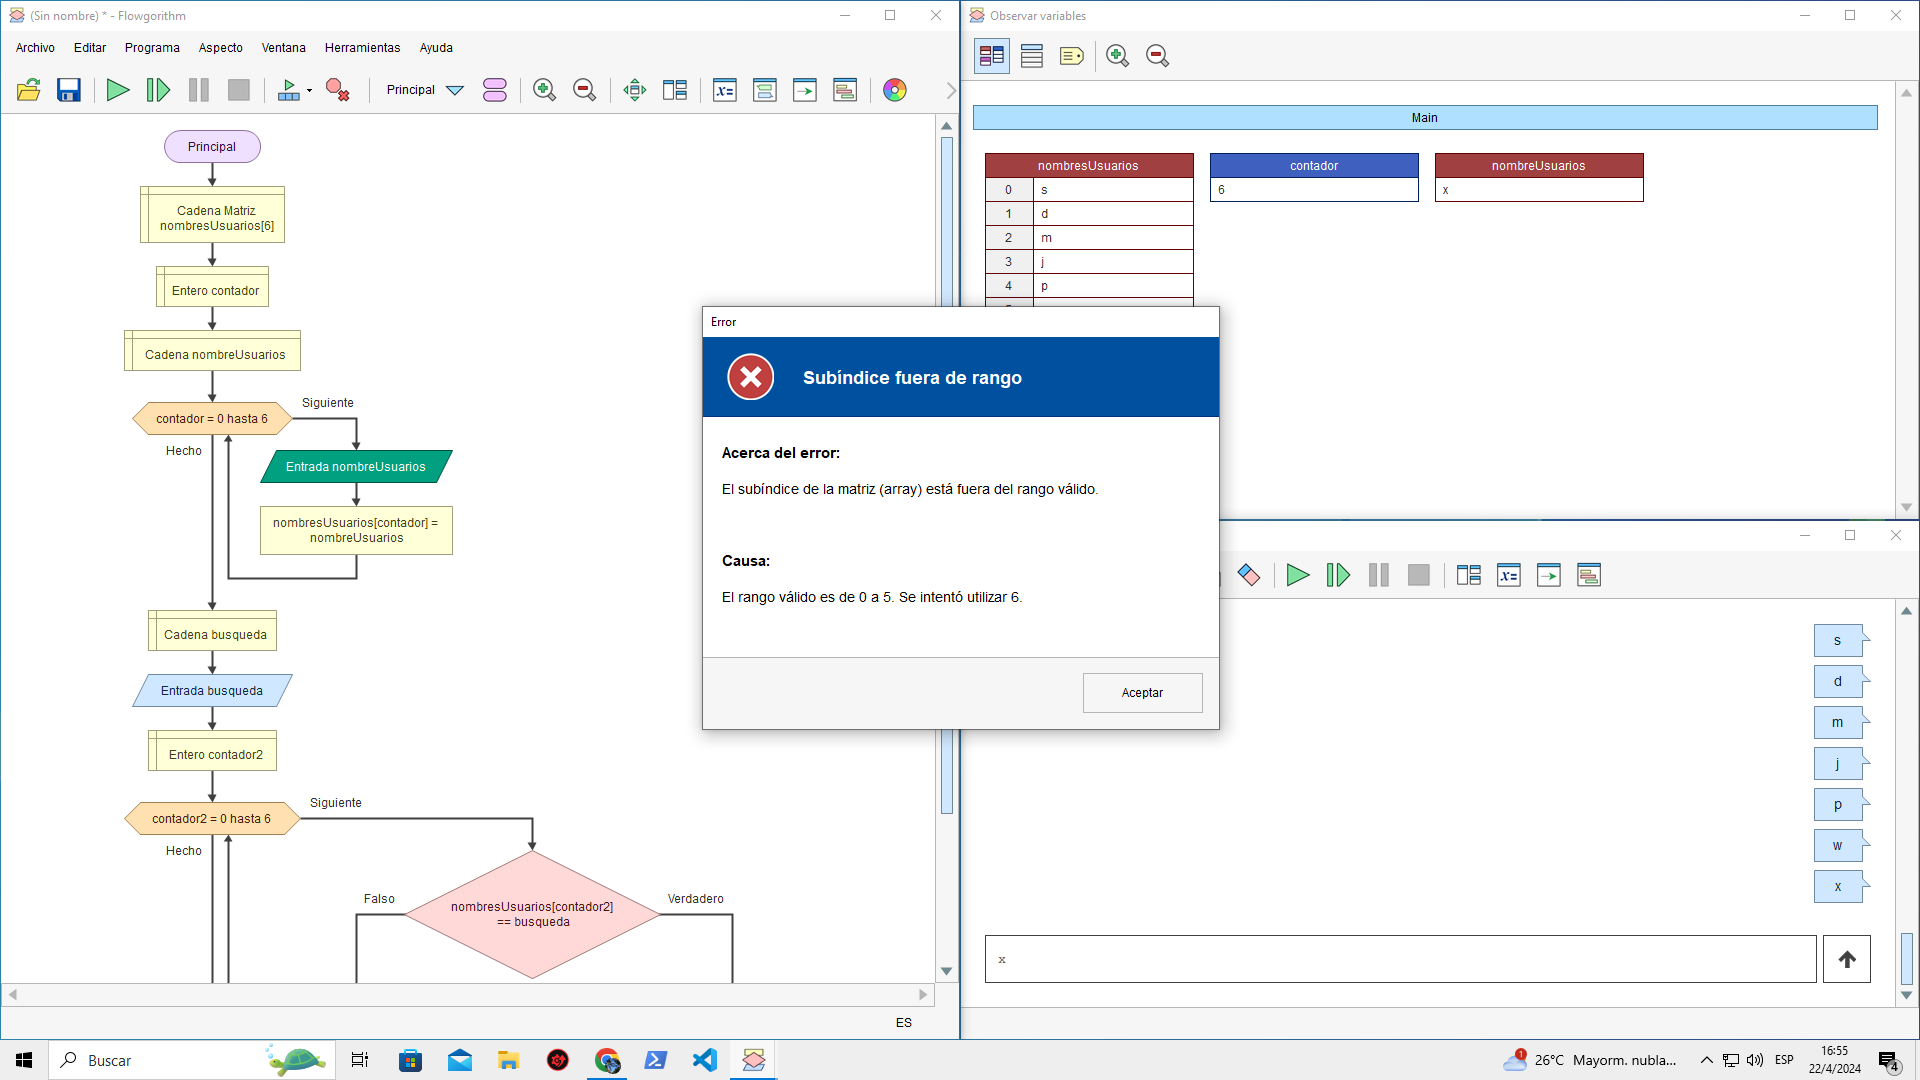 (Sin nombre) * - Flowgorithm
Archivo Editar Programa Aspecto Ventana Herramientas Ayuda
Principal
Principal
Cadena Matriz
nombresUsuarios[6]
Entero contador
Cadena nombreUsuarios
contador = 0 hasta 6
Siguiente
Hecho
Entrada nombreUsuarios
nombresUsuarios[contador] =
nombreUsuarios
Cadena busqueda
Entrada busqueda
Entero contador2
contador2 = 0 hasta 6
Siguiente
Hecho
Falso
nombresUsuarios[contador2]
== busqueda
Verdadero
ES
Observar variables
Main
nombresUsuarios
0 s
1 d
2 m
3 j
4 p
contador
6
nombreUsuarios
x
Error
Subíndice fuera de rango
Acerca del error:
El subíndice de la matriz (array) está fuera del rango válido.
Causa:
El rango válido es de 0 a 5. Se intentó utilizar 6.
Aceptar
s
d
m
j
p
w
x
x
Buscar
1
26°C Mayorm. nubla...
ESP
16:55
22/4/2024
4